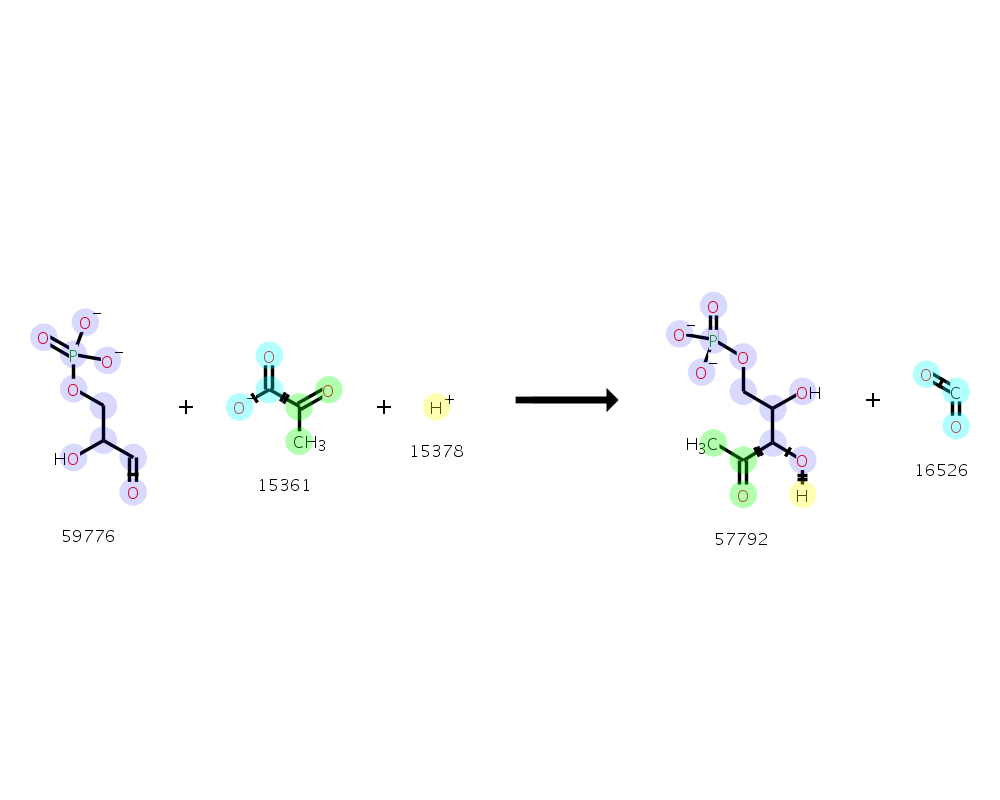 O O⁻ P O⁻ O HO O
59776
+
O O⁻ O CH₃
15361
+
H⁺
15378
O O⁻ P O⁻ O OH H₃C O O H
57792
+
O C O
16526